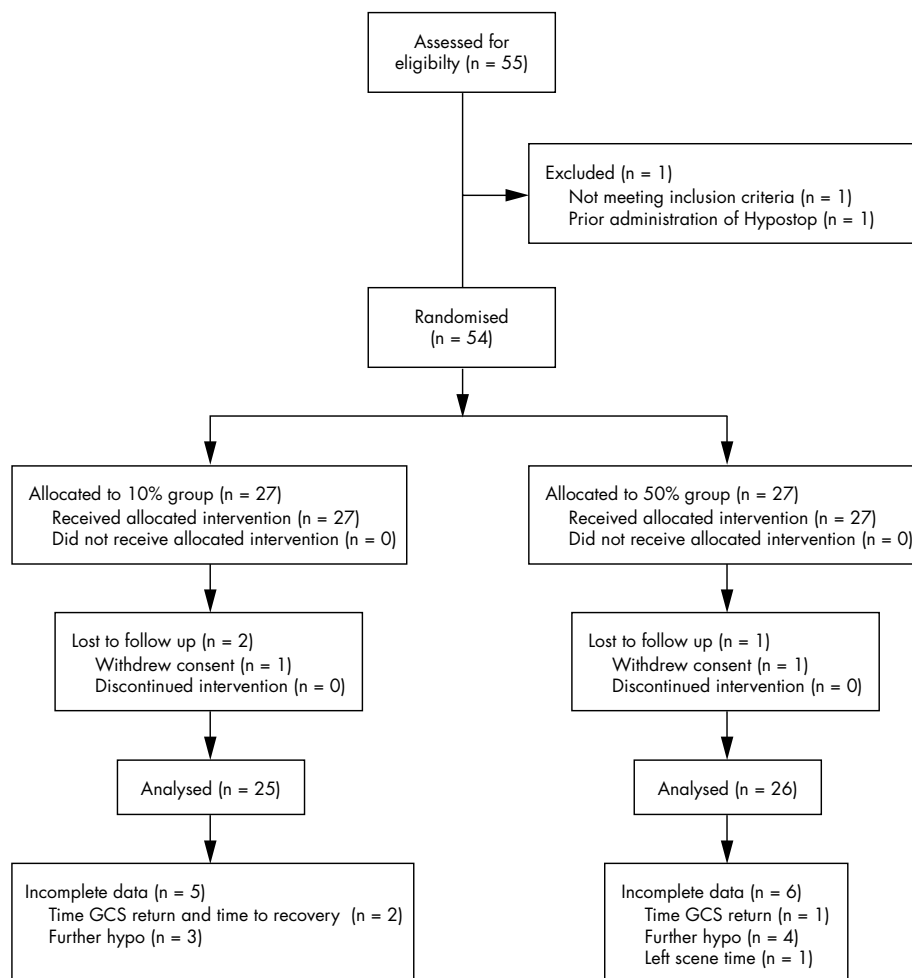 Assessed for
eligibilty (n = 55)
Excluded (n = 1)
Not meeting inclusion criteria (n = 1)
Prior administration of Hypostop (n = 1)
Randomised
(n = 54)
Allocated to 10% group (n = 27)
Received allocated intervention (n = 27)
Did not receive allocated intervention (n = 0)
Allocated to 50% group (n = 27)
Received allocated intervention (n = 27)
Did not receive allocated intervention (n = 0)
Lost to follow up (n = 2)
Withdrew consent (n = 1)
Discontinued intervention (n = 0)
Lost to follow up (n = 1)
Withdrew consent (n = 1)
Discontinued intervention (n = 0)
Analysed (n = 25)
Analysed (n = 26)
Incomplete data (n = 5)
Time GCS return and time to recovery (n = 2)
Further hypo (n = 3)
Incomplete data (n = 6)
Time GCS return (n = 1)
Further hypo (n = 4)
Left scene time (n = 1)